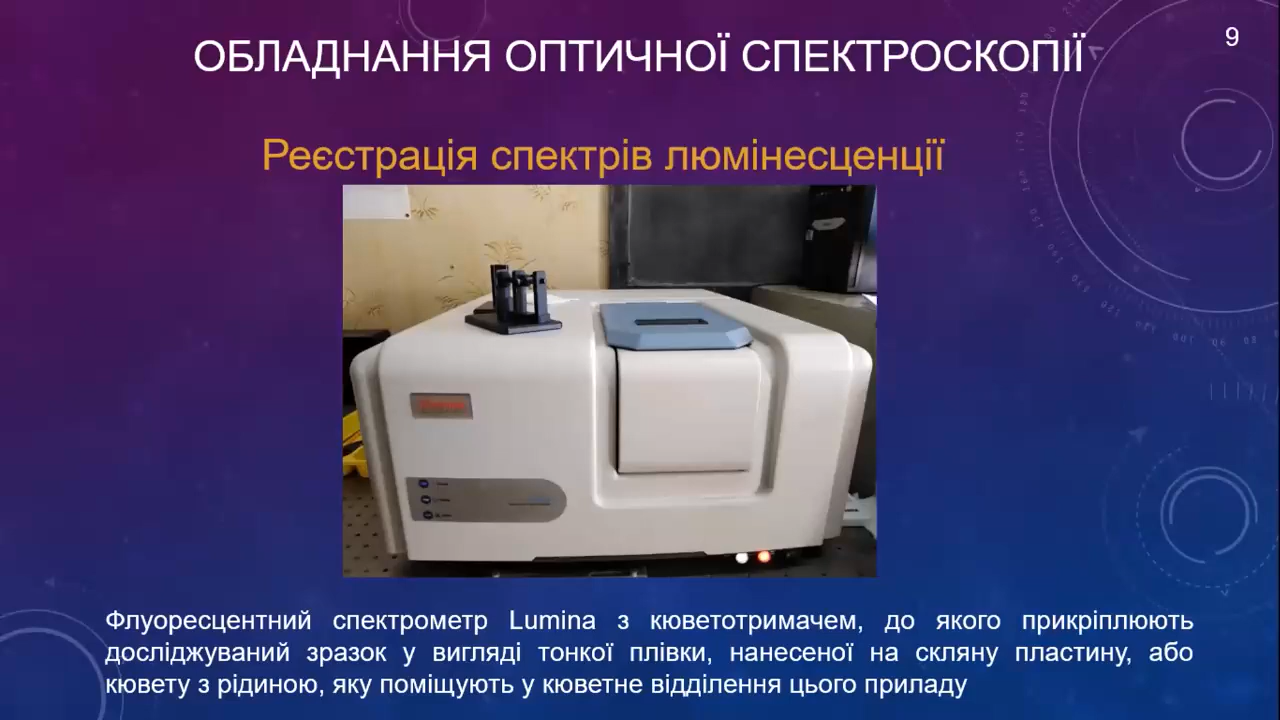 9
ОБЛАДНАННЯ ОПТИЧНОЇ СПЕКТРОСКОПІЇ
Реєстрація спектрів люмінесценції
Флуоресцентний спектрометр Lumina з кюветотримачем, до якого прикріплюють
досліджуваний зразок у вигляді тонкої плівки, нанесеної на скляну пластину, або
кювету з рідиною, яку поміщують у кюветне відділення цього приладу